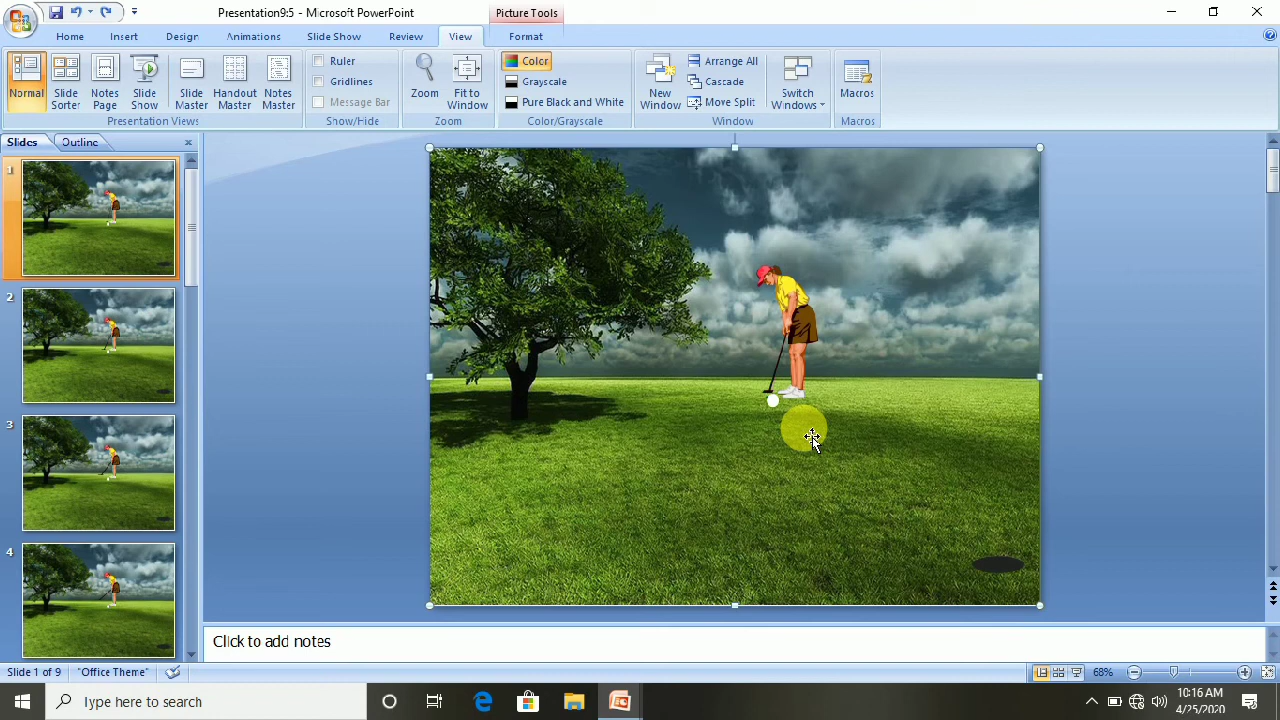 Presentation9:5 - Microsoft PowerPoint
Picture Tools
Home
Insert
Design
Animations
Slide Show
Review
View
Format
Normal
Slide Sorter
Notes Page
Slide Show
Slide Master
Handout Master
Notes Master
Presentation Views
Ruler
Gridlines
Message Bar
Show/Hide
Zoom
Fit to Window
Zoom
Color
Grayscale
Pure Black and White
Color/Grayscale
New Window
Arrange All
Cascade
Move Split
Switch Windows
Window
Macros
Macros
Slides
Outline
1
2
3
4
Click to add notes
Slide 1 of 9
"Office Theme"
68%
Type here to search
10:16 AM
4/25/2020